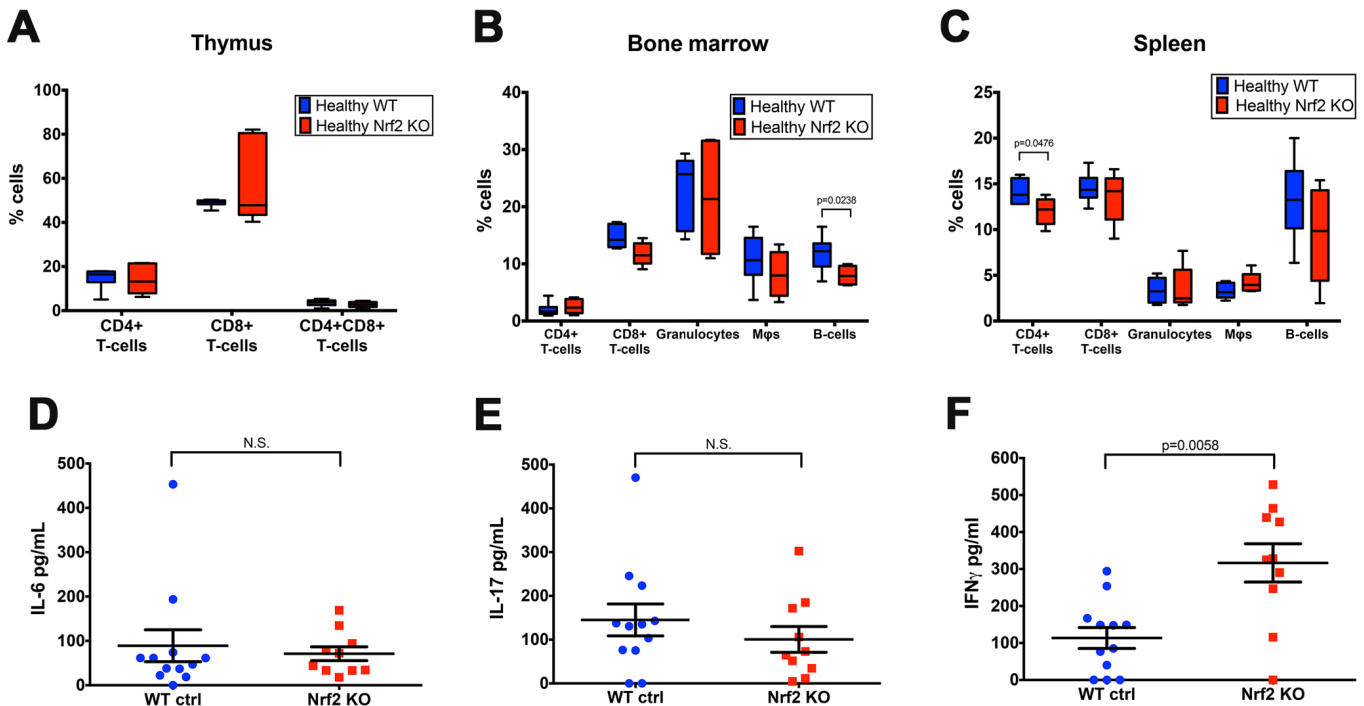 A
Thymus
% cells
100
80
60
40
20
0
Healthy WT
Healthy Nrf2 KO
CD4+
T-cells
CD8+
T-cells
CD4+CD8+
T-cells
B
Bone marrow
% cells
40
30
20
10
0
Healthy WT
Healthy Nrf2 KO
p=0.0238
CD4+
T-cells
CD8+
T-cells
Granulocytes
Mφs
B-cells
C
Spleen
% cells
25
20
15
10
5
0
Healthy WT
Healthy Nrf2 KO
p=0.0476
CD4+
T-cells
CD8+
T-cells
Granulocytes
Mφs
B-cells
D
N.S.
IL-6 pg/mL
500
400
300
200
100
0
WT ctrl
Nrf2 KO
E
N.S.
IL-17 pg/mL
500
400
300
200
100
0
WT ctrl
Nrf2 KO
F
p=0.0058
IFNγ pg/ml
600
500
400
300
200
100
0
WT ctrl
Nrf2 KO